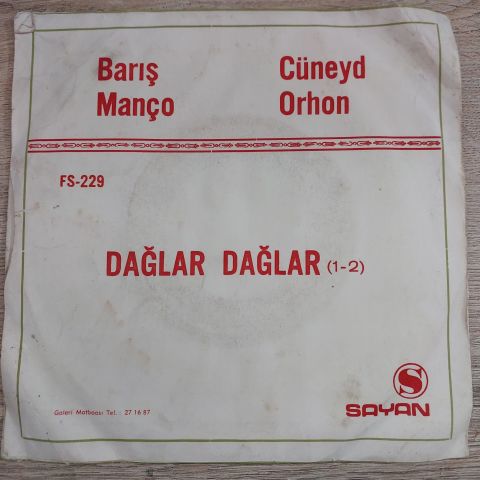 Barış Manço
Cüneyd Orhon
FS-229
DAĞLAR DAĞLAR (1-2)
Galeri Matbaası Tel.: 27 16 87
S
SAYAN